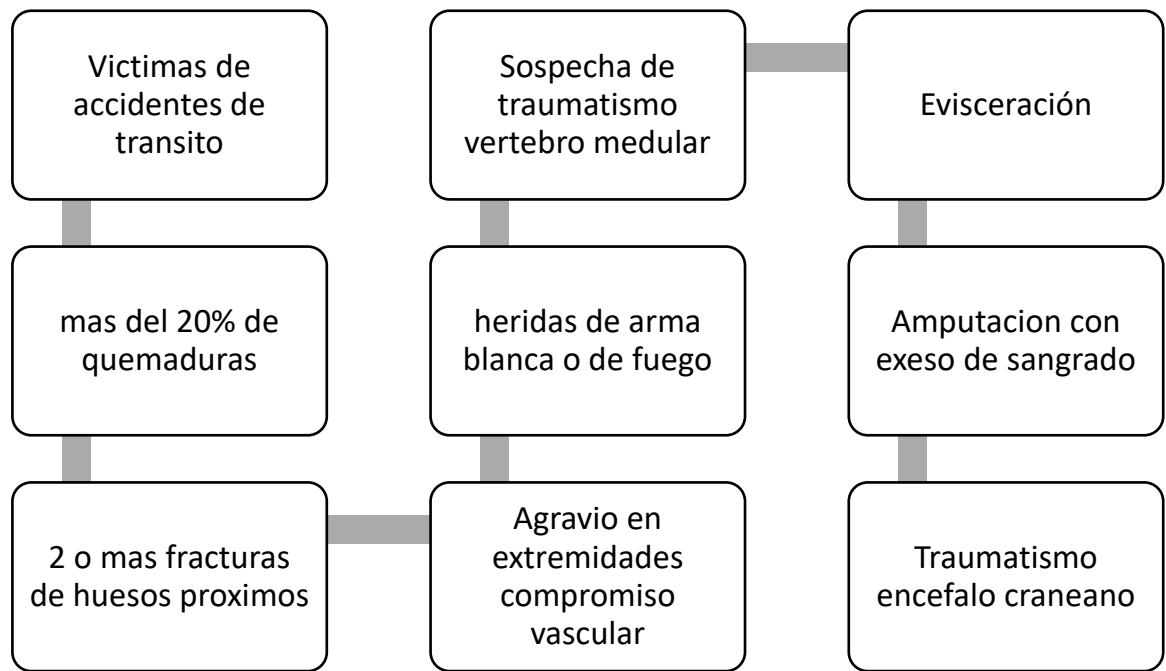 Victimas de
accidentes de
transito
mas del 20% de
quemaduras
2 o mas fracturas
de huesos proximos
Agravio en
extremidades
compromiso
vascular
heridas de arma
blanca o de fuego
Sospecha de
traumatismo
vertebro medular
Evisceración
Amputacion con
exeso de sangrado
Traumatismo
encefalo craneano